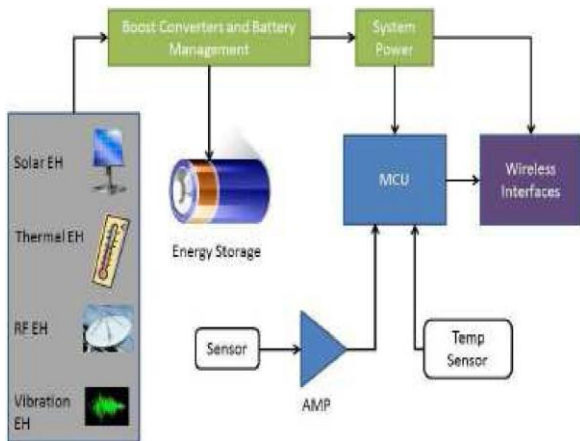 Boost Converters and Battery
Management
System
Power
Solar EH
Thermal EH
RF EH
Vibration
EH
Energy Storage
MCU
Wireless
Interfaces
Sensor
AMP
Temp
Sensor